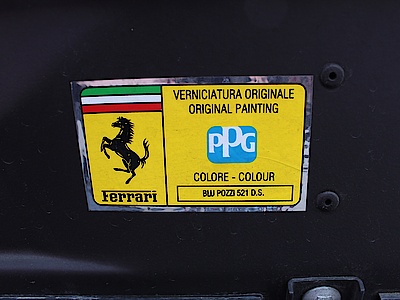 VERNICIATURA ORIGINALE
ORIGINAL PAINTING
PPG
COLORE - COLOUR
BLU POZZI 521 D.S.
Ferrari